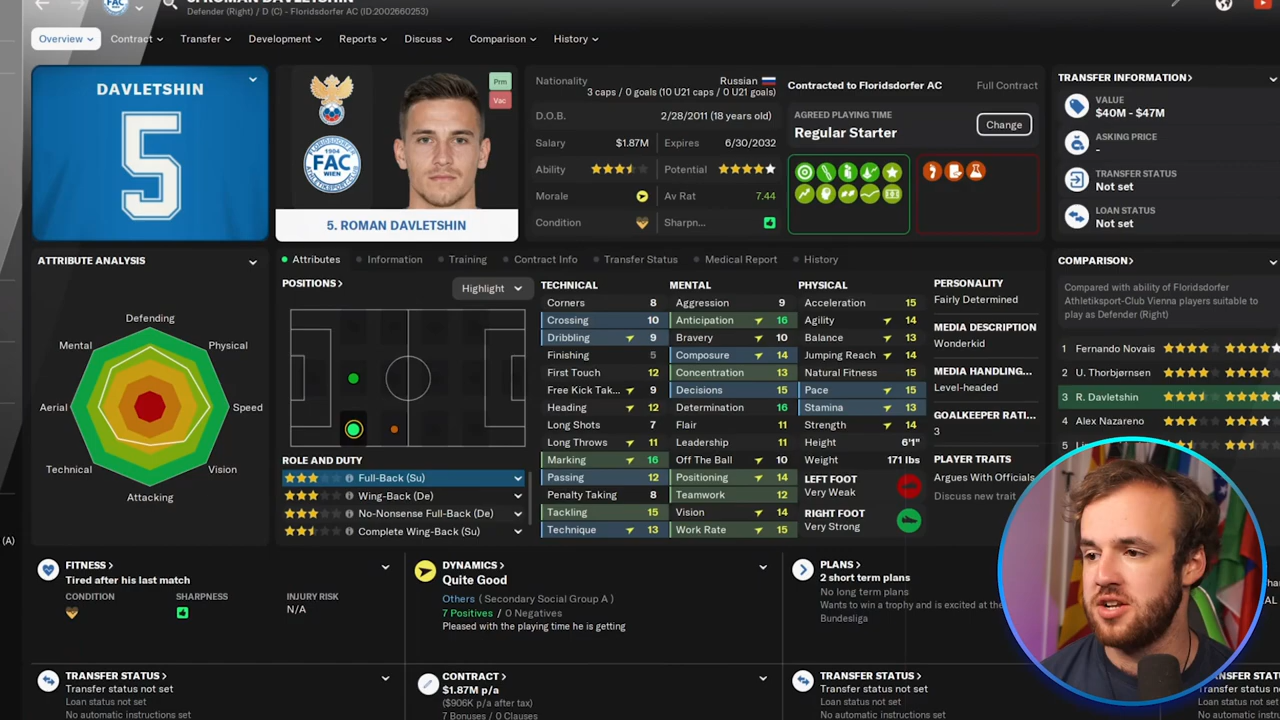 Defender (Right) / D (C) - Floridsdorfer AC (ID:2002660253)
Overview
Contract
Transfer
Development
Reports
Discuss
Comparison
History
DAVLETSHIN
5
1904
FAC
WIEN
Prm
Vac
5. ROMAN DAVLETSHIN
Nationality Russian
3 caps / 0 goals (10 U21 caps / 0 U21 goals)
D.O.B. 2/28/2011 (18 years old)
Salary $1.87M Expires 6/30/2032
Ability Potential
Morale Av Rat 7.44
Condition Sharpn...
Contracted to Floridsdorfer AC Full Contract
AGREED PLAYING TIME
Regular Starter
Change
TRANSFER INFORMATION>
VALUE
$40M - $47M
ASKING PRICE
-
TRANSFER STATUS
Not set
LOAN STATUS
Not set
ATTRIBUTE ANALYSIS
Defending
Physical
Speed
Vision
Attacking
Technical
Aerial
Mental
Attributes
Information
Training
Contract Info
Transfer Status
Medical Report
History
POSITIONS>
Highlight
ROLE AND DUTY
Full-Back (Su)
Wing-Back (De)
No-Nonsense Full-Back (De)
Complete Wing-Back (Su)
TECHNICAL
Corners 8
Crossing 10
Dribbling 9
Finishing 5
First Touch 12
Free Kick Tak... 9
Heading 12
Long Shots 7
Long Throws 11
Marking 16
Passing 12
Penalty Taking 8
Tackling 15
Technique 13
MENTAL
Aggression 9
Anticipation 16
Bravery 10
Composure 14
Concentration 13
Decisions 15
Determination 16
Flair 11
Leadership 11
Off The Ball 10
Positioning 14
Teamwork 12
Vision 14
Work Rate 15
PHYSICAL
Acceleration 15
Agility 14
Balance 13
Jumping Reach 14
Natural Fitness 15
Pace 15
Stamina 13
Strength 14
Height 6'1"
Weight 171 lbs
LEFT FOOT
Very Weak
RIGHT FOOT
Very Strong
PERSONALITY
Fairly Determined
MEDIA DESCRIPTION
Wonderkid
MEDIA HANDLING...
Level-headed
GOALKEEPER RATI...
3
PLAYER TRAITS
Argues With Officials
Discuss new trait
COMPARISON>
Compared with ability of Floridsdorfer
Athletiksport-Club Vienna players suitable to
play as Defender (Right)
1 Fernando Novais
2 U. Thorbjørnsen
3 R. Davletshin
4 Alex Nazareno
(A)
FITNESS>
Tired after his last match
CONDITION
SHARPNESS
INJURY RISK
N/A
DYNAMICS>
Quite Good
Others ( Secondary Social Group A )
7 Positives / 0 Negatives
Pleased with the playing time he is getting
PLANS>
2 short term plans
No long term plans
Wants to win a trophy and is excited at the
Bundesliga
TRANSFER STATUS>
Transfer status not set
Loan status not set
No automatic instructions set
CONTRACT>
$1.87M p/a
($906K p/a after tax)
7 Bonuses / 0 Clauses
TRANSFER STATUS>
Transfer status not set
Loan status not set
No automatic instructions set